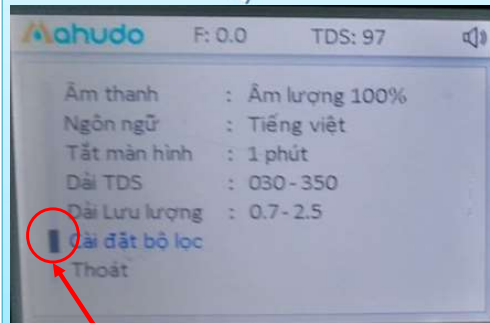 Mahudo F: 0.0 TDS: 97
Âm thanh : Âm lượng 100%
Ngôn ngữ : Tiếng việt
Tắt màn hình : 1 phút
Dải TDS : 030 - 350
Dải Lưu lượng : 0.7 - 2.5
Cài đặt bộ lọc
Thoát